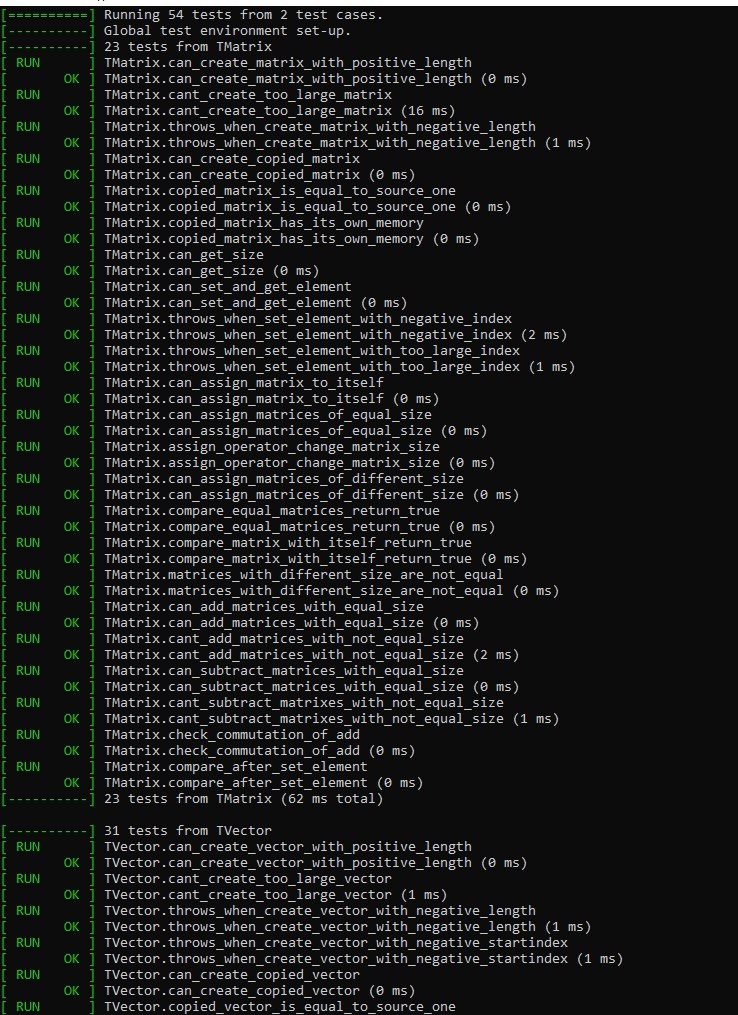 [==========] Running 54 tests from 2 test cases.
[----------] Global test environment set-up.
[----------] 23 tests from TMatrix
[ RUN      ] TMatrix.can_create_matrix_with_positive_length
[       OK ] TMatrix.can_create_matrix_with_positive_length (0 ms)
[ RUN      ] TMatrix.cant_create_too_large_matrix
[       OK ] TMatrix.cant_create_too_large_matrix (16 ms)
[ RUN      ] TMatrix.throws_when_create_matrix_with_negative_length
[       OK ] TMatrix.throws_when_create_matrix_with_negative_length (1 ms)
[ RUN      ] TMatrix.can_create_copied_matrix
[       OK ] TMatrix.can_create_copied_matrix (0 ms)
[ RUN      ] TMatrix.copied_matrix_is_equal_to_source_one
[       OK ] TMatrix.copied_matrix_is_equal_to_source_one (0 ms)
[ RUN      ] TMatrix.copied_matrix_has_its_own_memory
[       OK ] TMatrix.copied_matrix_has_its_own_memory (0 ms)
[ RUN      ] TMatrix.can_get_size
[       OK ] TMatrix.can_get_size (0 ms)
[ RUN      ] TMatrix.can_set_and_get_element
[       OK ] TMatrix.can_set_and_get_element (0 ms)
[ RUN      ] TMatrix.throws_when_set_element_with_negative_index
[       OK ] TMatrix.throws_when_set_element_with_negative_index (2 ms)
[ RUN      ] TMatrix.throws_when_set_element_with_too_large_index
[       OK ] TMatrix.throws_when_set_element_with_too_large_index (1 ms)
[ RUN      ] TMatrix.can_assign_matrix_to_itself
[       OK ] TMatrix.can_assign_matrix_to_itself (0 ms)
[ RUN      ] TMatrix.can_assign_matrices_of_equal_size
[       OK ] TMatrix.can_assign_matrices_of_equal_size (0 ms)
[ RUN      ] TMatrix.assign_operator_change_matrix_size
[       OK ] TMatrix.assign_operator_change_matrix_size (0 ms)
[ RUN      ] TMatrix.can_assign_matrices_of_different_size
[       OK ] TMatrix.can_assign_matrices_of_different_size (0 ms)
[ RUN      ] TMatrix.compare_equal_matrices_return_true
[       OK ] TMatrix.compare_equal_matrices_return_true (0 ms)
[ RUN      ] TMatrix.compare_matrix_with_itself_return_true
[       OK ] TMatrix.compare_matrix_with_itself_return_true (0 ms)
[ RUN      ] TMatrix.matrices_with_different_size_are_not_equal
[       OK ] TMatrix.matrices_with_different_size_are_not_equal (0 ms)
[ RUN      ] TMatrix.can_add_matrices_with_equal_size
[       OK ] TMatrix.can_add_matrices_with_equal_size (0 ms)
[ RUN      ] TMatrix.cant_add_matrices_with_not_equal_size
[       OK ] TMatrix.cant_add_matrices_with_not_equal_size (2 ms)
[ RUN      ] TMatrix.can_subtract_matrices_with_equal_size
[       OK ] TMatrix.can_subtract_matrices_with_equal_size (0 ms)
[ RUN      ] TMatrix.cant_subtract_matrixes_with_not_equal_size
[       OK ] TMatrix.cant_subtract_matrixes_with_not_equal_size (1 ms)
[ RUN      ] TMatrix.check_commutation_of_add
[       OK ] TMatrix.check_commutation_of_add (0 ms)
[ RUN      ] TMatrix.compare_after_set_element
[       OK ] TMatrix.compare_after_set_element (0 ms)
[----------] 23 tests from TMatrix (62 ms total)

[----------] 31 tests from TVector
[ RUN      ] TVector.can_create_vector_with_positive_length
[       OK ] TVector.can_create_vector_with_positive_length (0 ms)
[ RUN      ] TVector.cant_create_too_large_vector
[       OK ] TVector.cant_create_too_large_vector (1 ms)
[ RUN      ] TVector.throws_when_create_vector_with_negative_length
[       OK ] TVector.throws_when_create_vector_with_negative_length (1 ms)
[ RUN      ] TVector.throws_when_create_vector_with_negative_startindex
[       OK ] TVector.throws_when_create_vector_with_negative_startindex (1 ms)
[ RUN      ] TVector.can_create_copied_vector
[       OK ] TVector.can_create_copied_vector (0 ms)
[ RUN      ] TVector.copied_vector_is_equal_to_source_one